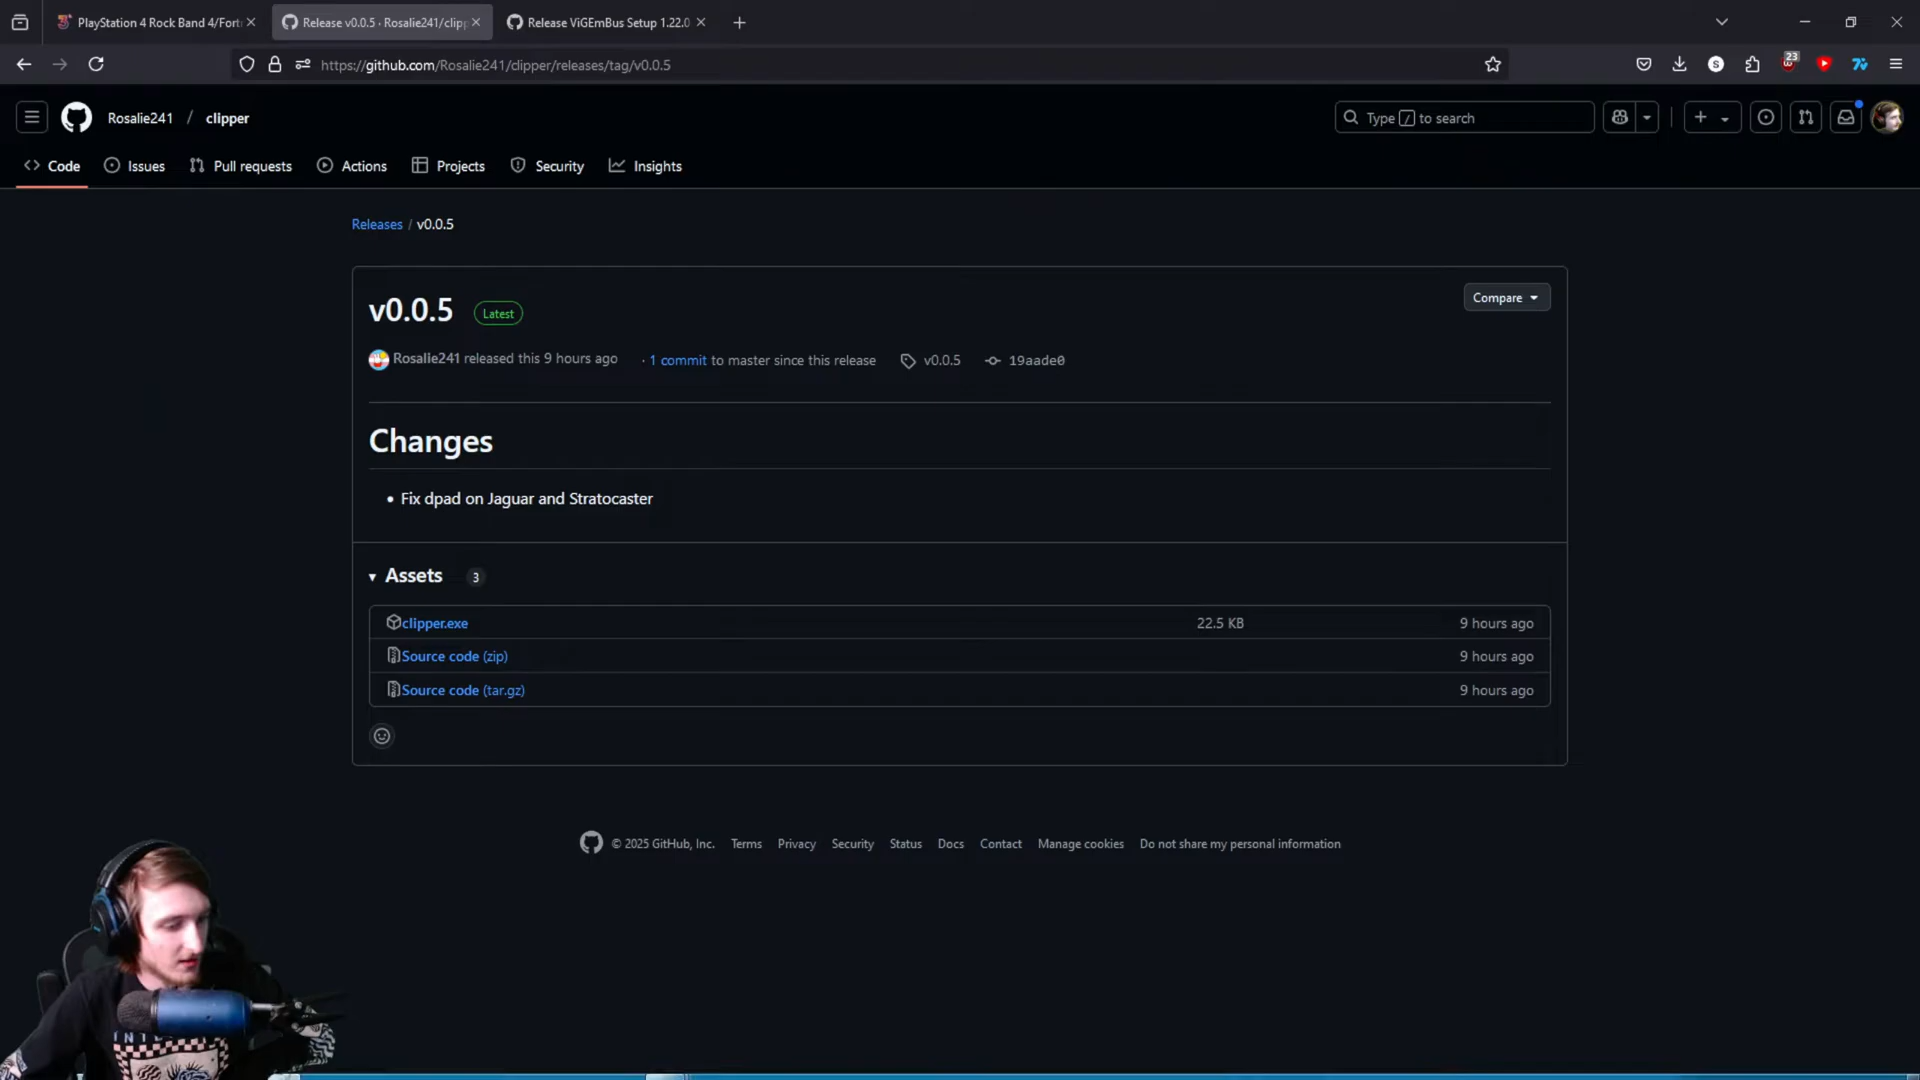 PlayStation 4 Rock Band 4/Fort
Release v0.0.5 · Rosalie241/clipp
Release ViGEmBus Setup 1.22.0
https://github.com/Rosalie241/clipper/releases/tag/v0.0.5
S
23
Rosalie241 / clipper
Type / to search
Code
Issues
Pull requests
Actions
Projects
Security
Insights
Releases / v0.0.5
v0.0.5
Latest
Compare
Rosalie241 released this 9 hours ago
· 1 commit to master since this release
v0.0.5
19aade0
Changes
• Fix dpad on Jaguar and Stratocaster
Assets 3
clipper.exe 22.5 KB 9 hours ago
Source code (zip) 9 hours ago
Source code (tar.gz) 9 hours ago
© 2025 GitHub, Inc. Terms Privacy Security Status Docs Contact Manage cookies Do not share my personal information